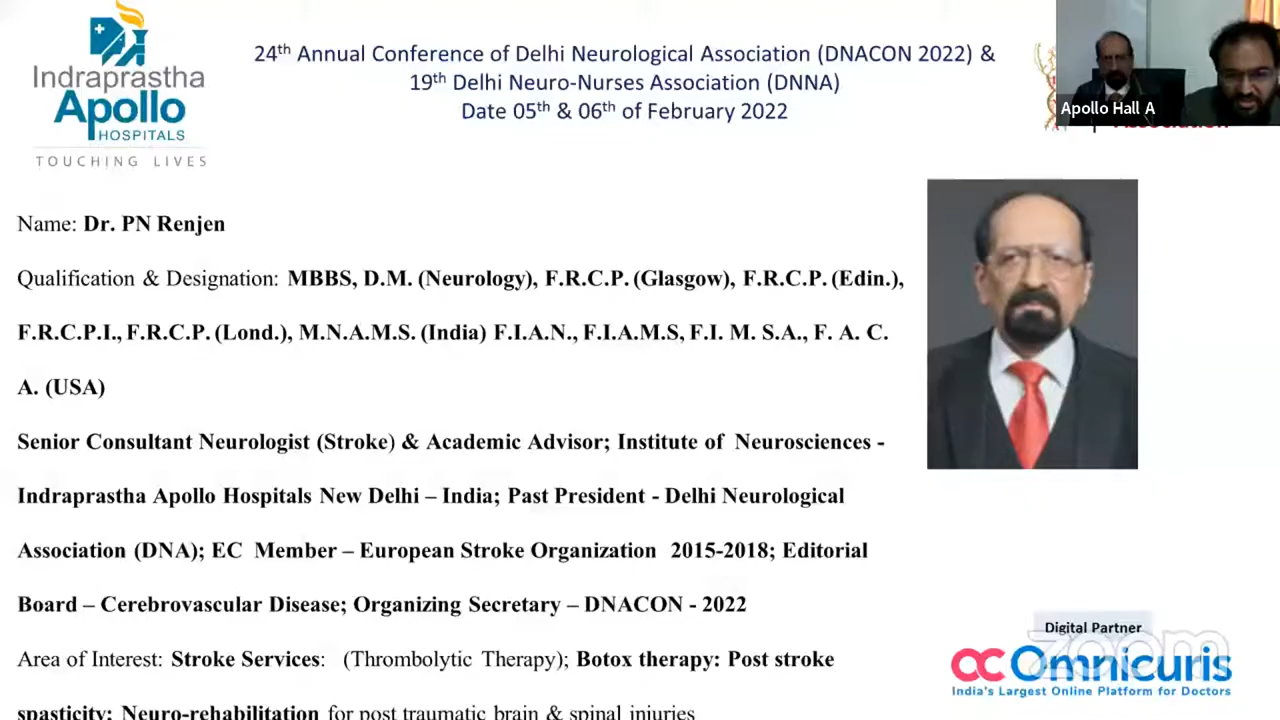 Indraprastha
Apollo
HOSPITALS
TOUCHING LIVES
24th Annual Conference of Delhi Neurological Association (DNACON 2022) &
19th Delhi Neuro-Nurses Association (DNNA)
Date 05th & 06th of February 2022
Apollo Hall A
Name: Dr. PN Renjen
Qualification & Designation: MBBS, D.M. (Neurology), F.R.C.P. (Glasgow), F.R.C.P. (Edin.),
F.R.C.P.I., F.R.C.P. (Lond.), M.N.A.M.S. (India) F.I.A.N., F.I.A.M.S, F.I. M. S.A., F. A. C.
A. (USA)
Senior Consultant Neurologist (Stroke) & Academic Advisor; Institute of Neurosciences -
Indraprastha Apollo Hospitals New Delhi – India; Past President - Delhi Neurological
Association (DNA); EC Member – European Stroke Organization 2015-2018; Editorial
Board – Cerebrovascular Disease; Organizing Secretary – DNACON - 2022
Area of Interest: Stroke Services: (Thrombolytic Therapy); Botox therapy: Post stroke
spasticity; Neuro-rehabilitation for post traumatic brain & spinal injuries
Digital Partner
zoom
Omnicuris
India's Largest Online Platform for Doctors